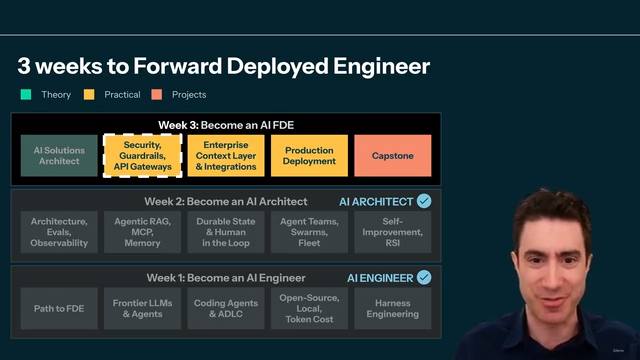 3 weeks to Forward Deployed Engineer
Theory
Practical
Projects
Week 3: Become an AI FDE
AI Solutions
Architect
Security,
Guardrails,
API Gateways
Enterprise
Context Layer
& Integrations
Production
Deployment
Capstone
Week 2: Become an AI Architect
AI ARCHITECT
Architecture,
Evals,
Observability
Agentic RAG,
MCP,
Memory
Durable State
& Human
in the Loop
Agent Teams,
Swarms,
Fleet
Self-
Improvement,
RSI
Week 1: Become an AI Engineer
AI ENGINEER
Path to FDE
Frontier LLMs
& Agents
Coding Agents
& ADLC
Open-Source,
Local,
Token Cost
Harness
Engineering